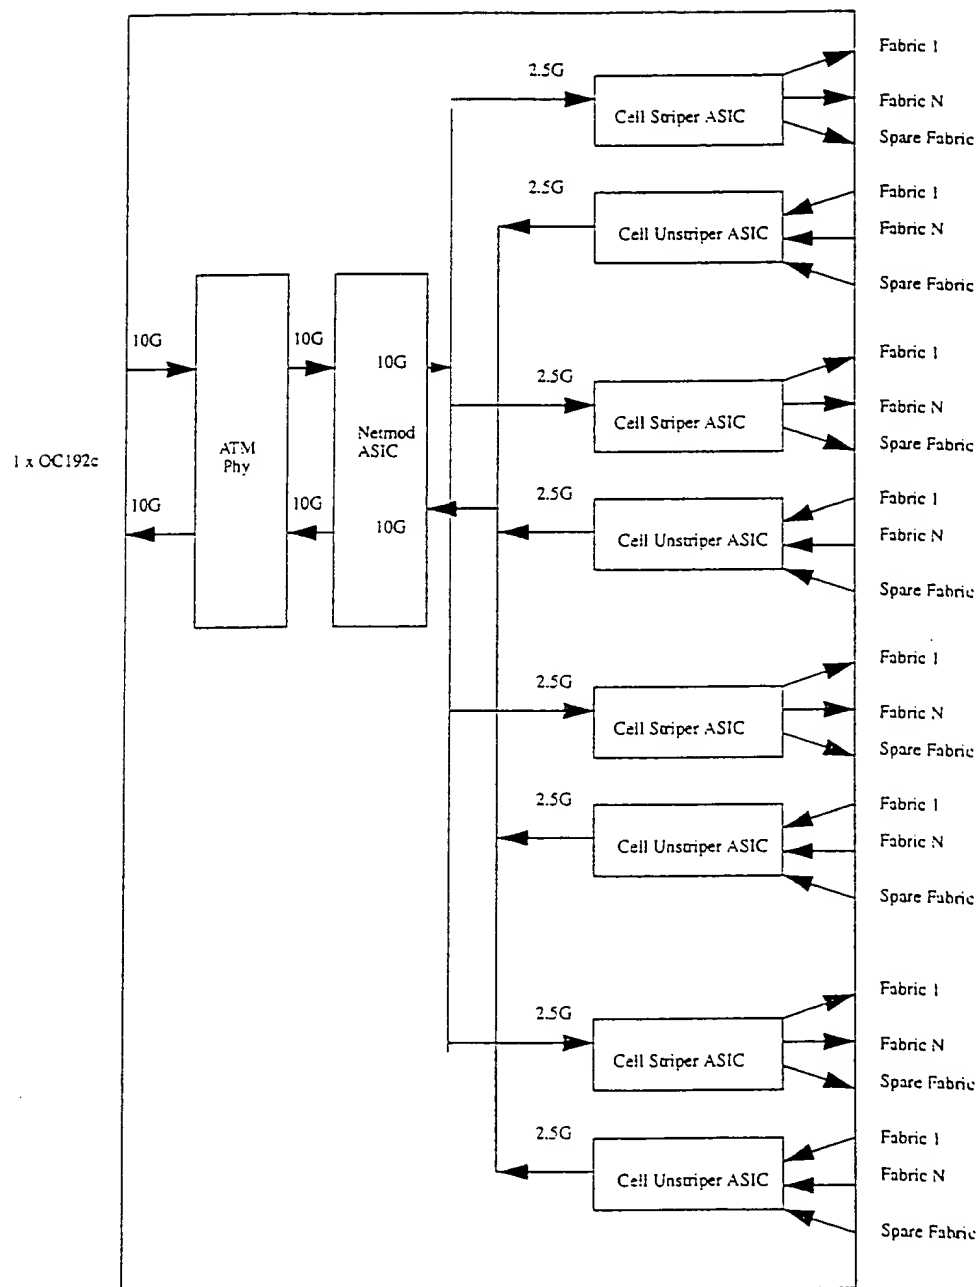 Fabric 1
2.5G
Cell Striper ASIC
Fabric N
Spare Fabric
2.5G
Fabric 1
Cell Unstriper ASIC
Fabric N
Spare Fabric
10G
10G
10G
2.5G
Fabric 1
Cell Striper ASIC
Fabric N
Spare Fabric
1 x OC192c
ATM
Phy
Netmod
ASIC
10G
10G
10G
2.5G
Fabric 1
Cell Unstriper ASIC
Fabric N
Spare Fabric
2.5G
Fabric 1
Cell Striper ASIC
Fabric N
Spare Fabric
2.5G
Fabric 1
Cell Unstriper ASIC
Fabric N
Spare Fabric
2.5G
Fabric 1
Cell Striper ASIC
Fabric N
Spare Fabric
2.5G
Fabric 1
Cell Unstriper ASIC
Fabric N
Spare Fabric